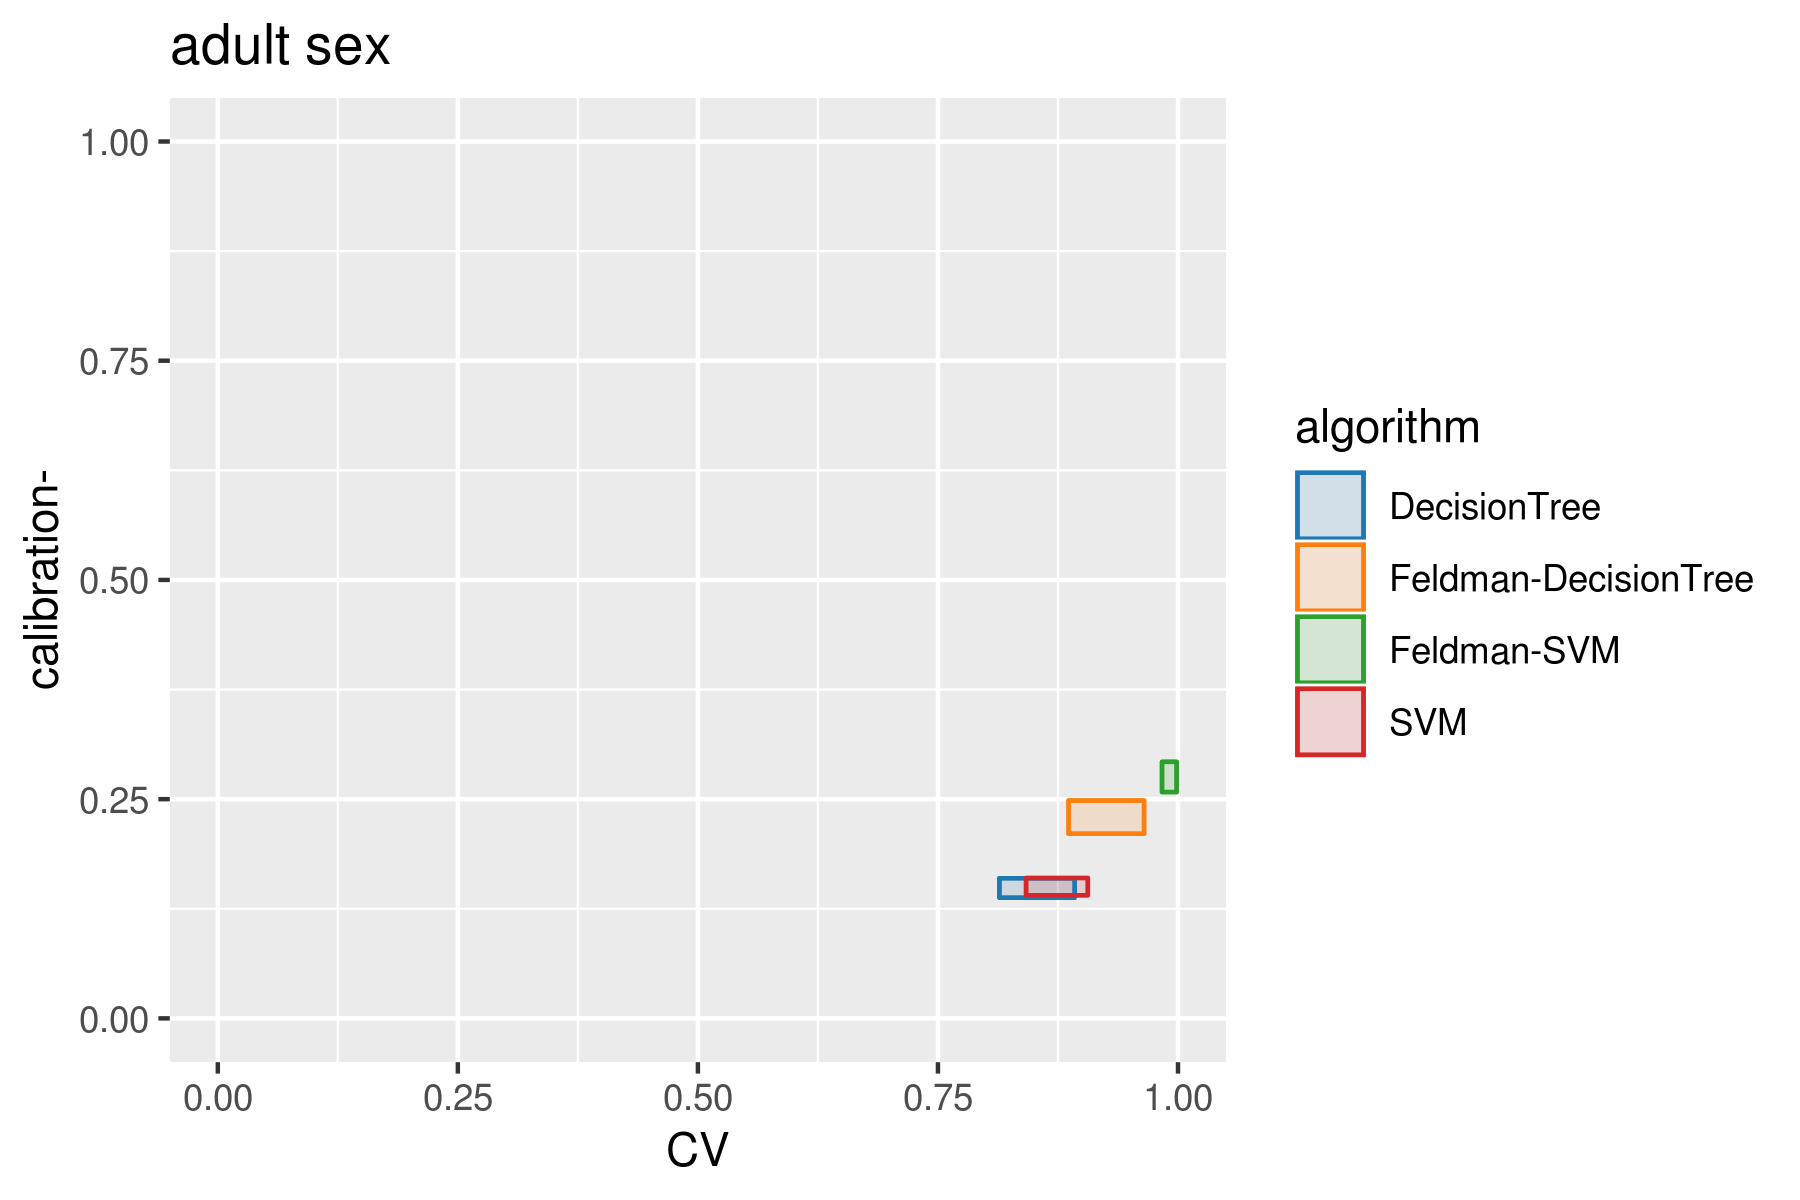 adult sex
calibration-
1.00
0.75
0.50
0.25
0.00
0.00 0.25 0.50 0.75 1.00
CV
algorithm
DecisionTree
Feldman-DecisionTree
Feldman-SVM
SVM